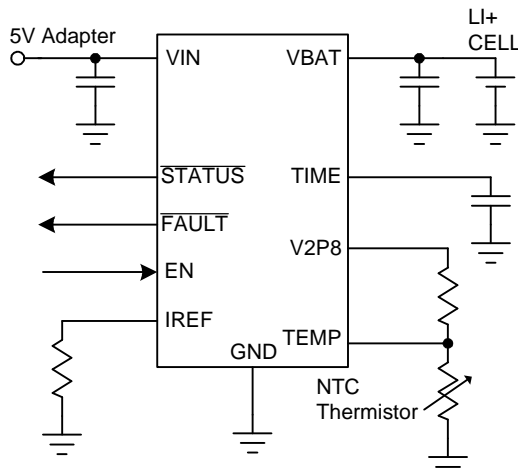 5V Adapter
LI+
CELL
VIN
VBAT
STATUS
TIME
FAULT
V2P8
EN
IREF
TEMP
GND
NTC
Thermistor